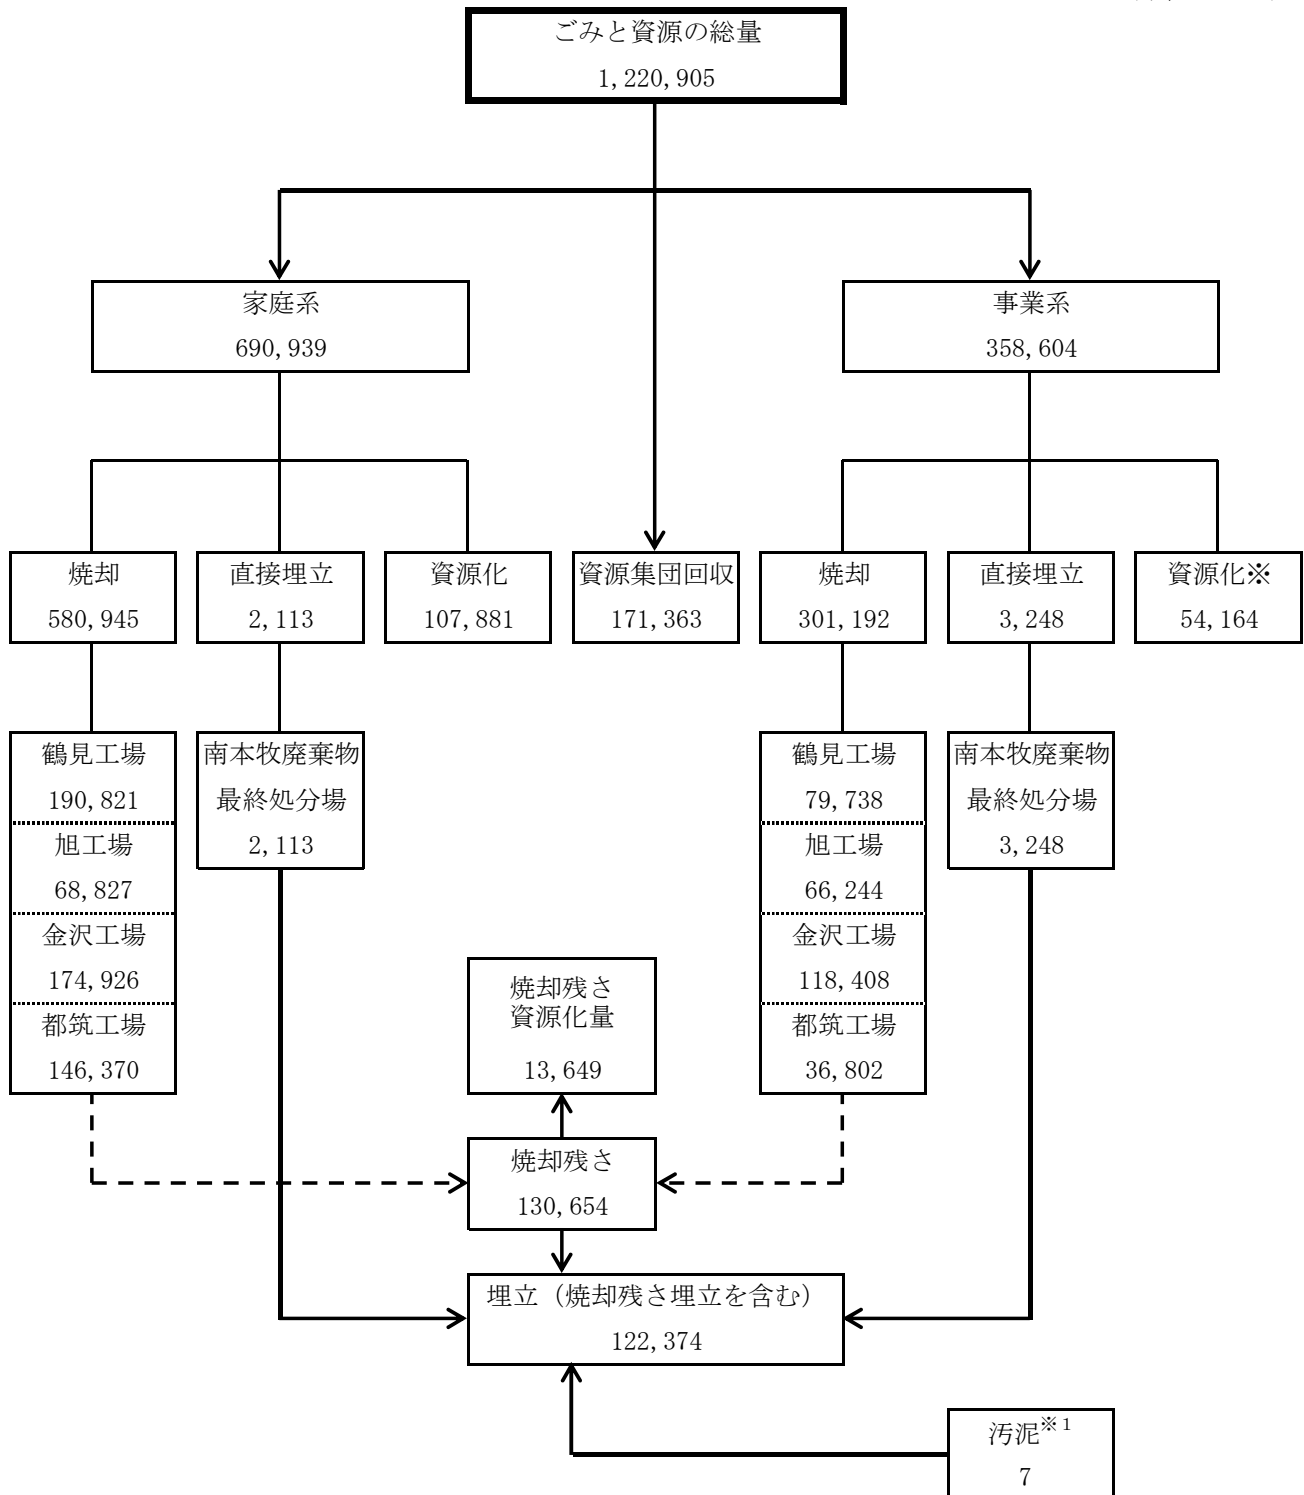 ごみと資源の総量
1,220,905
家庭系
690,939
事業系
358,604
焼却
580,945
直接埋立
2,113
資源化
107,881
資源集団回収
171,363
焼却
301,192
直接埋立
3,248
資源化※
54,164
鶴見工場
190,821
旭工場
68,827
金沢工場
174,926
都筑工場
146,370
南本牧廃棄物
最終処分場
2,113
鶴見工場
79,738
旭工場
66,244
金沢工場
118,408
都筑工場
36,802
南本牧廃棄物
最終処分場
3,248
焼却残さ
資源化量
13,649
焼却残さ
130,654
埋立（焼却残さ埋立を含む）
122,374
汚泥※1
7